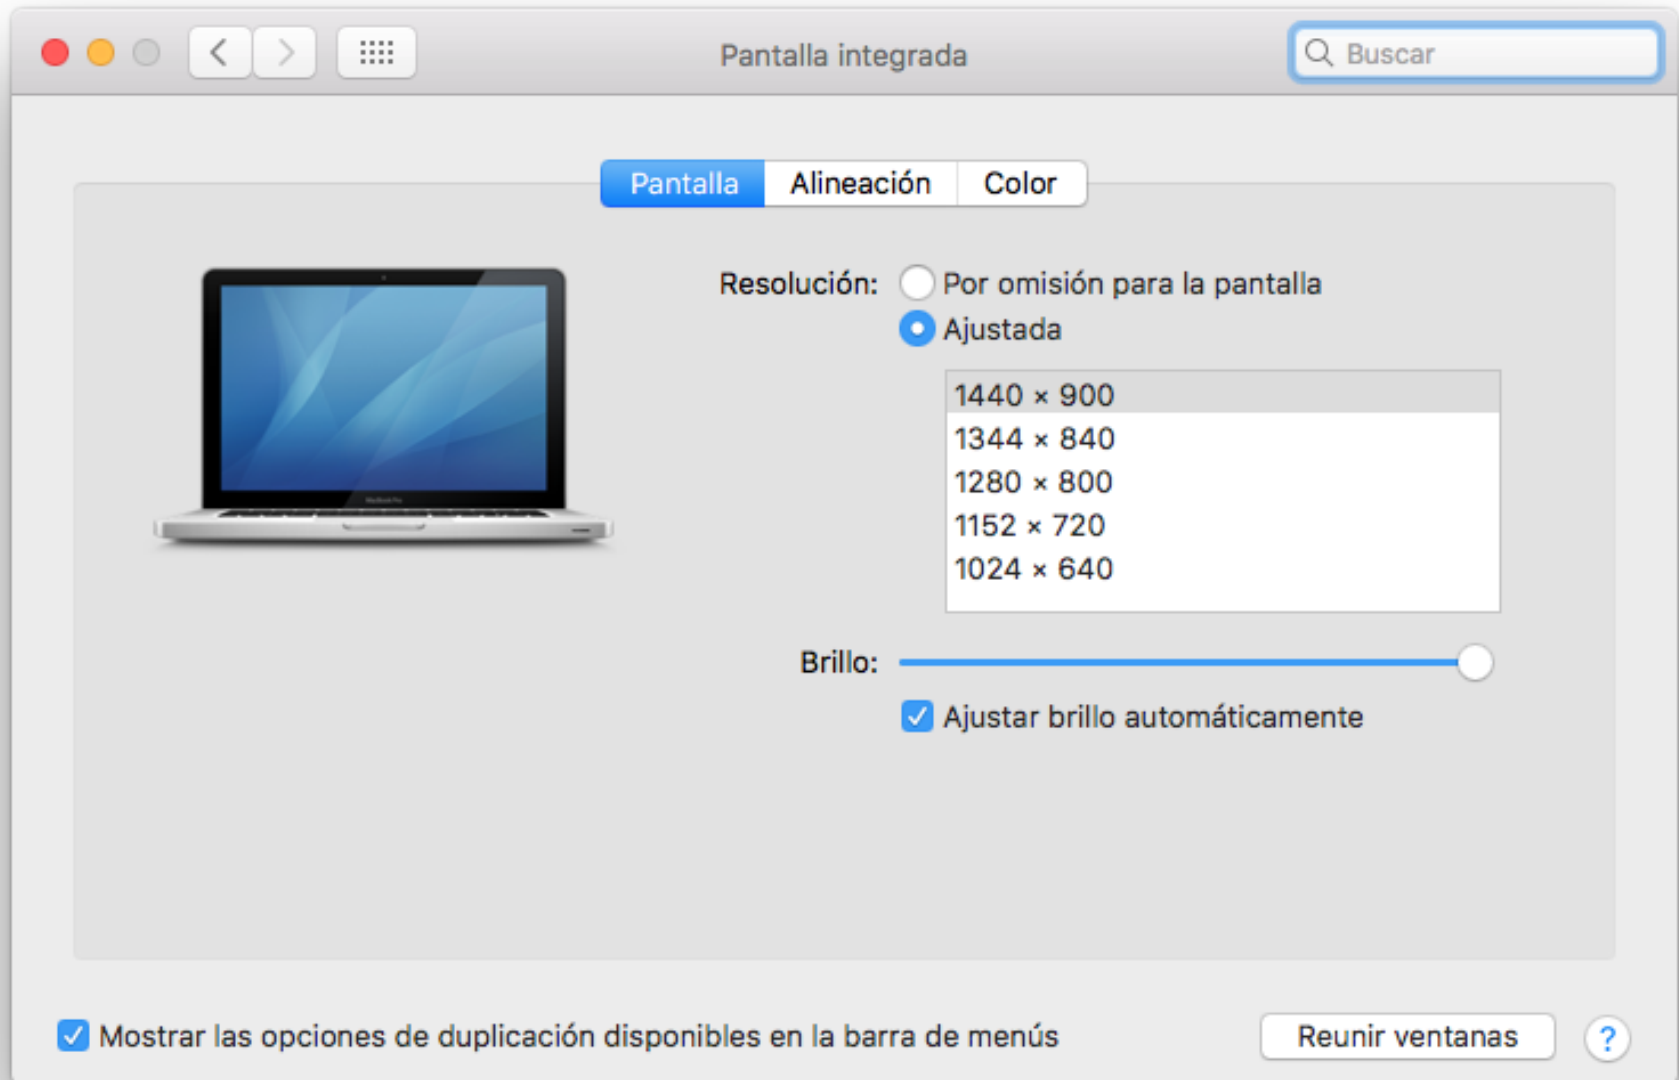 Pantalla integrada
Buscar
Pantalla
Alineación
Color
Resolución:
Por omisión para la pantalla
Ajustada
1440 × 900
1344 × 840
1280 × 800
1152 × 720
1024 × 640
Brillo:
Ajustar brillo automáticamente
Mostrar las opciones de duplicación disponibles en la barra de menús
Reunir ventanas
?